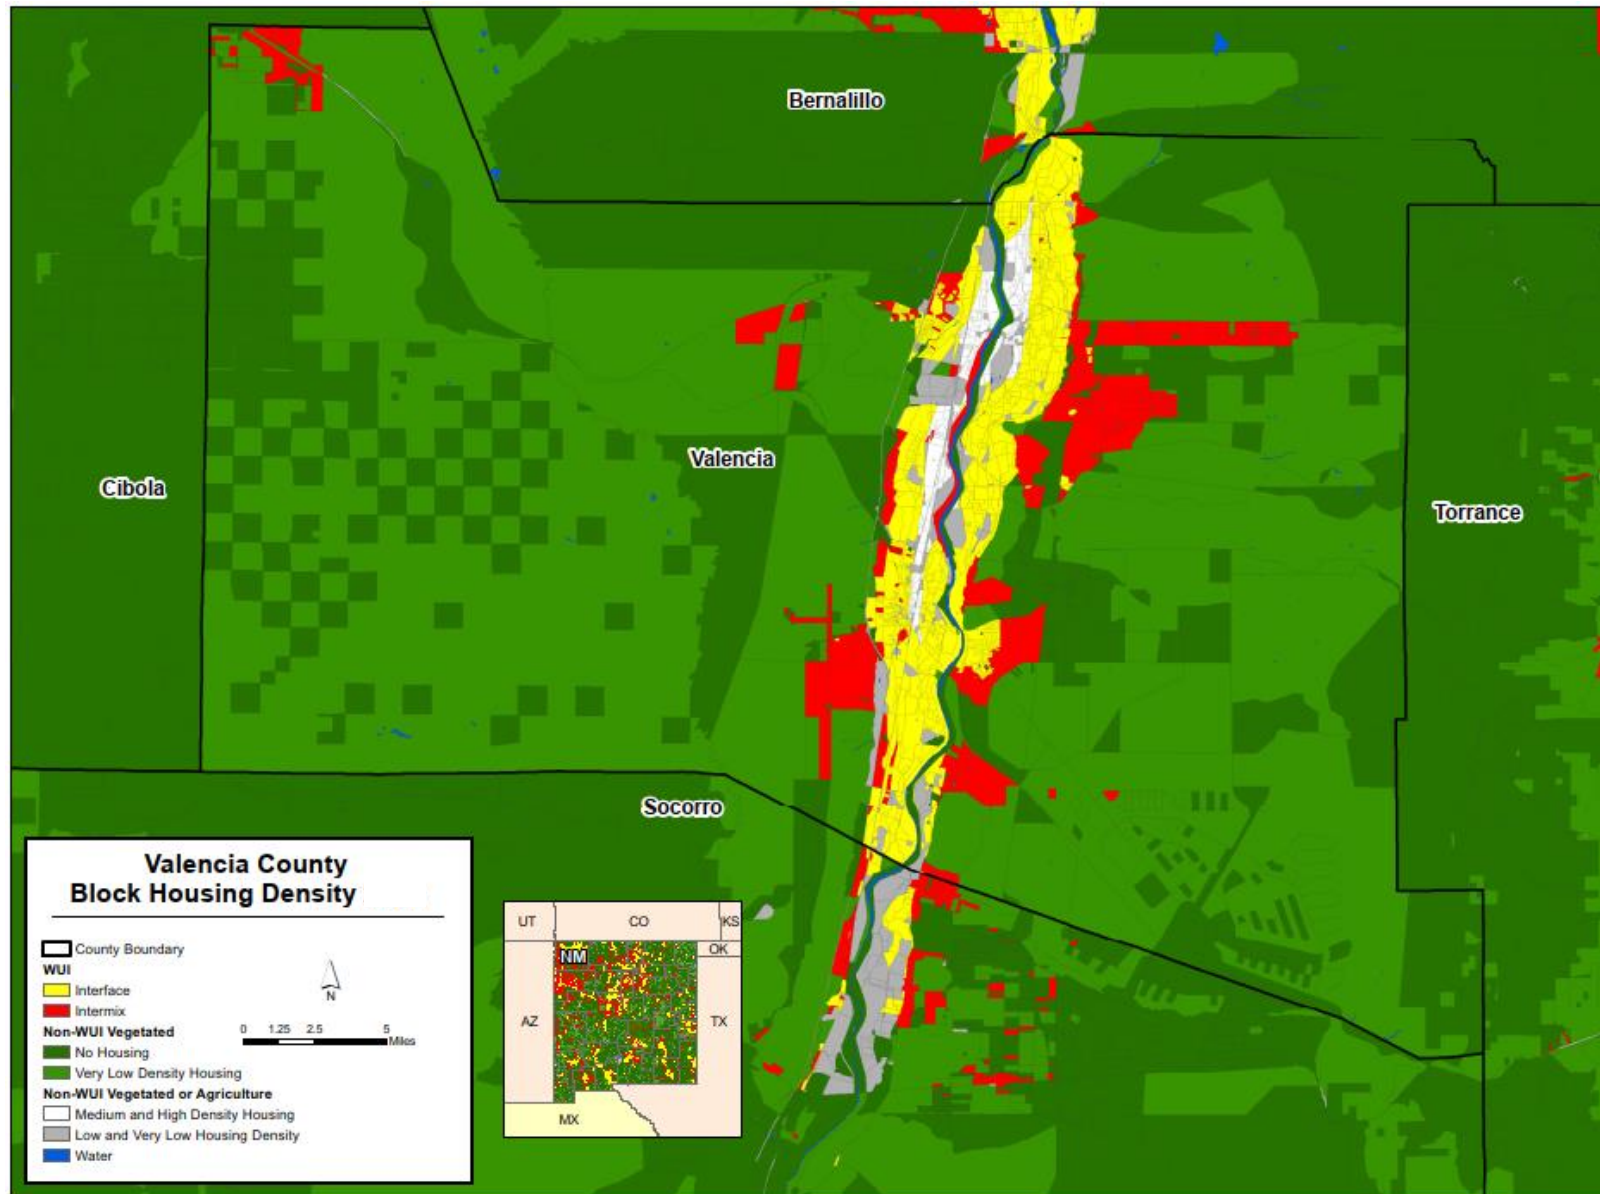 Bernalillo
Valencia
Cibola
Torrance
Socorro
Valencia County
Block Housing Density
County Boundary
WUI
Interface
Intermix
Non-WUI Vegetated
No Housing
Very Low Density Housing
Non-WUI Vegetated or Agriculture
Medium and High Density Housing
Low and Very Low Housing Density
Water
N
0 1.25 2.5 5
Miles
UT CO KS
NM OK
AZ TX
MX